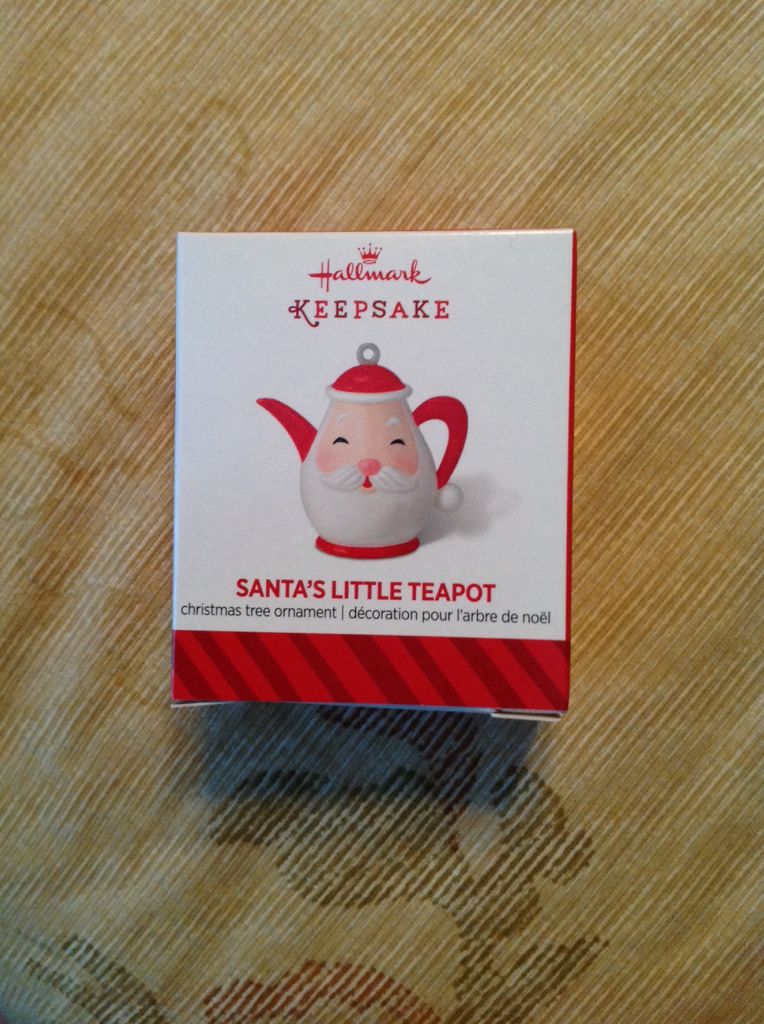 Hallmark
KEEPSAKE
SANTA'S LITTLE TEAPOT
christmas tree ornament | décoration pour l'arbre de noël